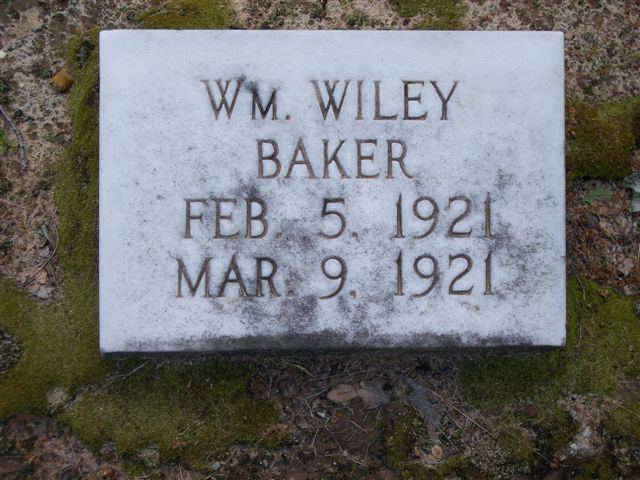 WM. WILEY
BAKER
FEB. 5, 1921
MAR. 9, 1921